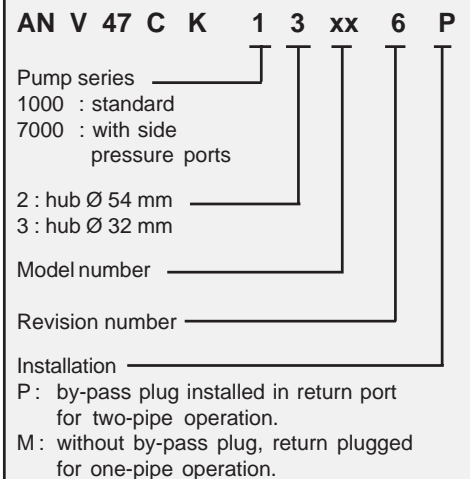 AN V 47 C K 1 3 xx 6 P
Pump series
1000 : standard
7000 : with side
pressure ports
2 : hub Ø 54 mm
3 : hub Ø 32 mm
Model number
Revision number
Installation
P : by-pass plug installed in return port
for two-pipe operation.
M : without by-pass plug, return plugged
for one-pipe operation.